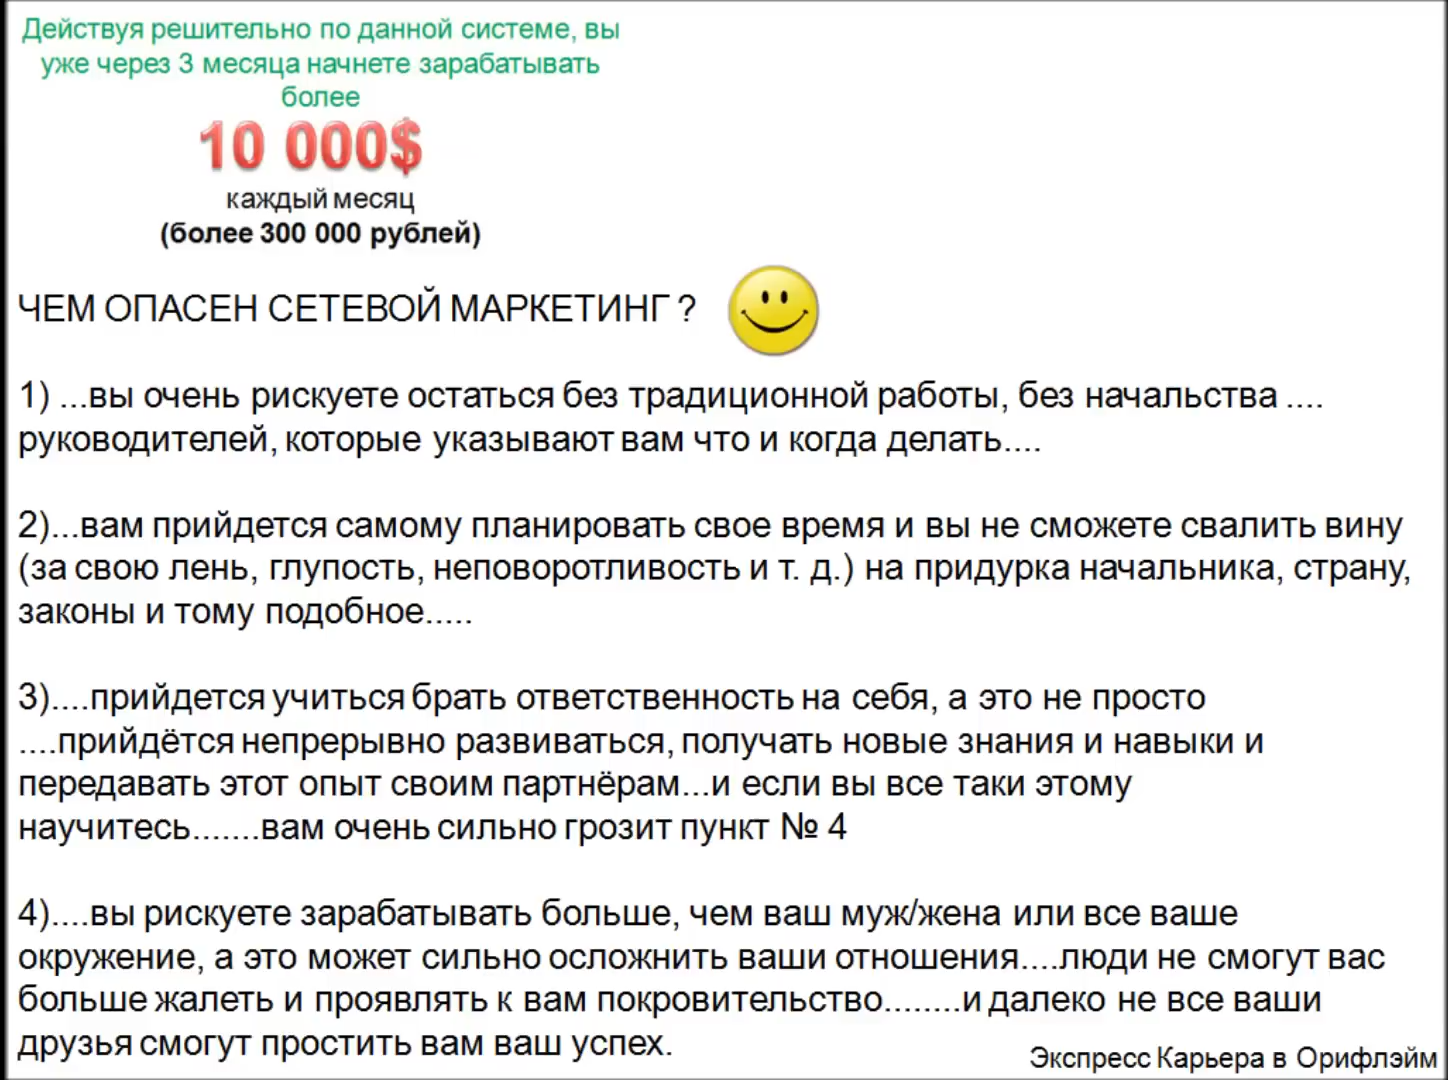 Действуя решительно по данной системе, вы
уже через 3 месяца начнете зарабатывать
более
10 000$
каждый месяц
(более 300 000 рублей)
ЧЕМ ОПАСЕН СЕТЕВОЙ МАРКЕТИНГ ?
1) ...вы очень рискуете остаться без традиционной работы, без начальства ....
руководителей, которые указывают вам что и когда делать....
2)...вам прийдется самому планировать свое время и вы не сможете свалить вину
(за свою лень, глупость, неповоротливость и т. д.) на придурка начальника, страну,
законы и тому подобное.....
3)....прийдется учиться брать ответственность на себя, а это не просто
....прийдётся непрерывно развиваться, получать новые знания и навыки и
передавать этот опыт своим партнёрам...и если вы все таки этому
научитесь.......вам очень сильно грозит пункт № 4
4)....вы рискуете зарабатывать больше, чем ваш муж/жена или все ваше
окружение, а это может сильно осложнить ваши отношения....люди не смогут вас
больше жалеть и проявлять к вам покровительство........и далеко не все ваши
друзья смогут простить вам ваш успех.
Экспресс Карьера в Орифлэйм